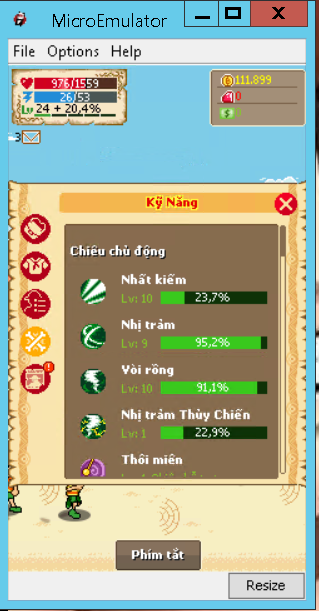 MicroEmulator
File Options Help
976/1559
26/53
Lv 24 + 20,4%
111.899
0
0
3
Kỹ Năng
Chiêu chủ động
Nhất kiếm
Lv: 10 23,7%
Nhị trảm
Lv: 9 95,2%
Vòi rồng
Lv: 10 91,1%
Nhị trảm Thủy Chiến
Lv: 1 22,9%
Thôi miên
Phím tắt
Resize